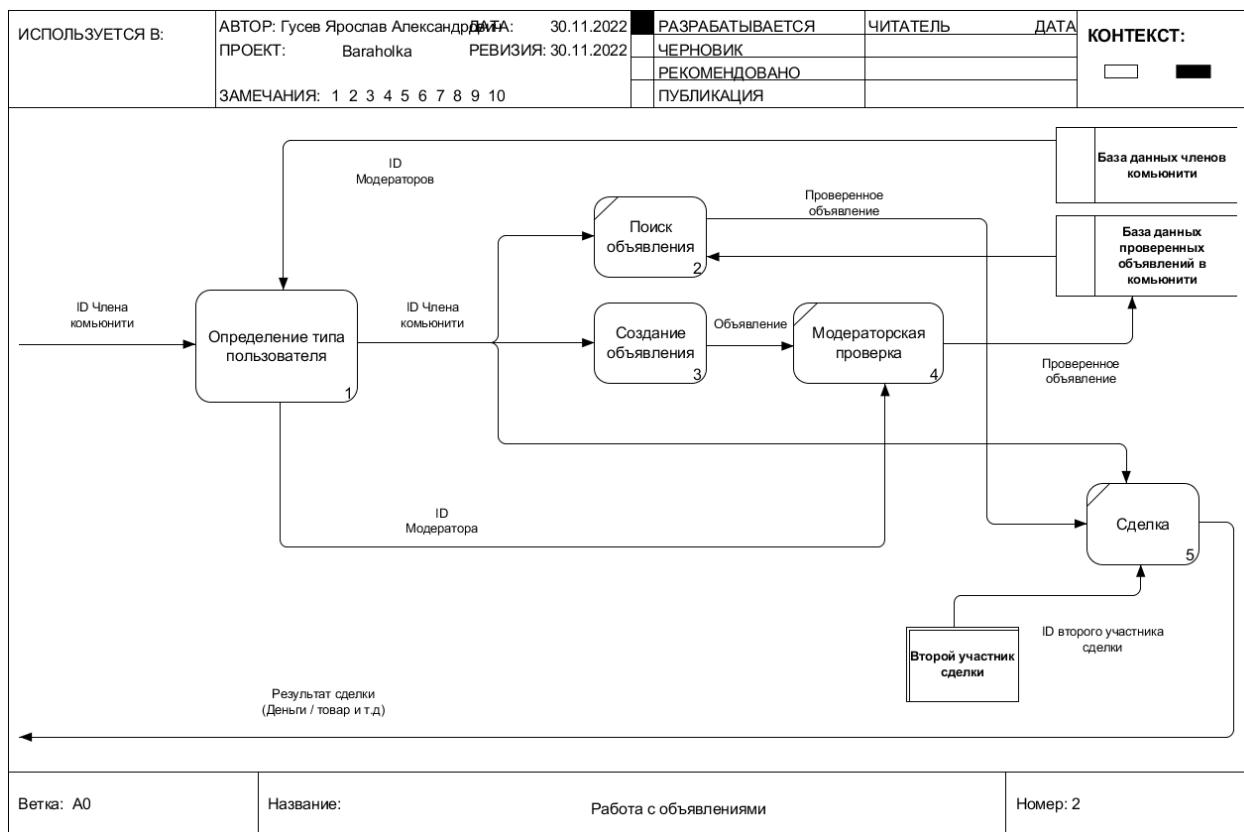 ИСПОЛЬЗУЕТСЯ В:
АВТОР: Гусев Ярослав Александрович
ДАТА: 30.11.2022
ПРОЕКТ: Baraholka
РЕВИЗИЯ: 30.11.2022
ЗАМЕЧАНИЯ: 1 2 3 4 5 6 7 8 9 10
РАЗРАБАТЫВАЕТСЯ
ЧЕРНОВИК
РЕКОМЕНДОВАНО
ПУБЛИКАЦИЯ
ЧИТАТЕЛЬ
ДАТА
КОНТЕКСТ:
ID
Модераторов
База данных членов
комьюнити
Проверенное
объявление
Поиск
объявления
2
База данных
проверенных
объявлений в
комьюнити
ID Члена
комьюнити
Определение типа
пользователя
1
ID Члена
комьюнити
Создание
объявления
3
Объявление
Модераторская
проверка
4
Проверенное
объявление
ID
Модератора
Сделка
5
Второй участник
сделки
ID второго участника
сделки
Результат сделки
(Деньги / товар и т.д)
Ветка: A0
Название:
Работа с объявлениями
Номер: 2